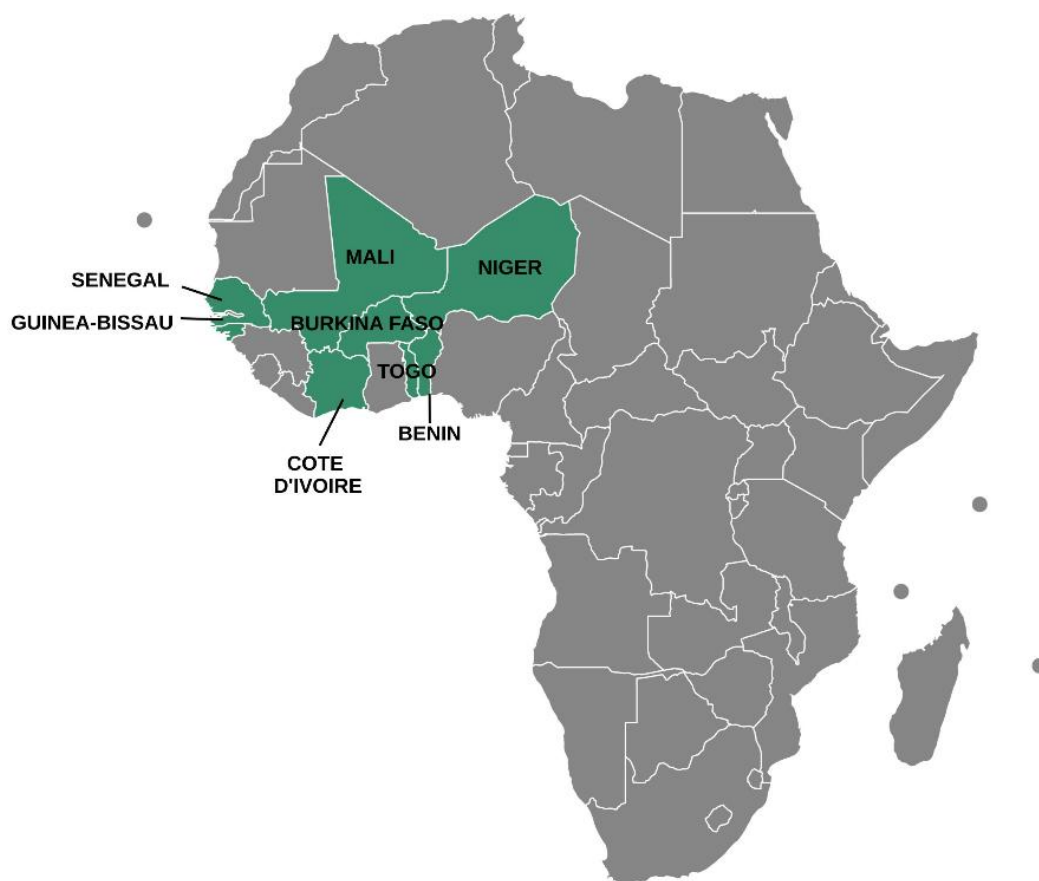 MALI
NIGER
SENEGAL
GUINEA-BISSAU
BURKINA FASO
TOGO
BENIN
COTE
D'IVOIRE